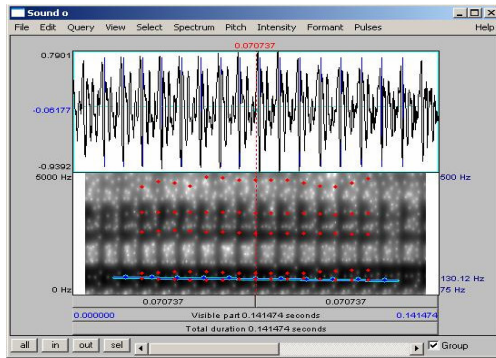 Sound o
File Edit Query View Select Spectrum Pitch Intensity Formant Pulses Help
0.070737
0.7901
-0.06177
-0.9392
5000 Hz 500 Hz
130.12 Hz
0 Hz 75 Hz
0.070737 0.070737
0.000000 Visible part 0.141474 seconds 0.141474
Total duration 0.141474 seconds
all in out sel Group